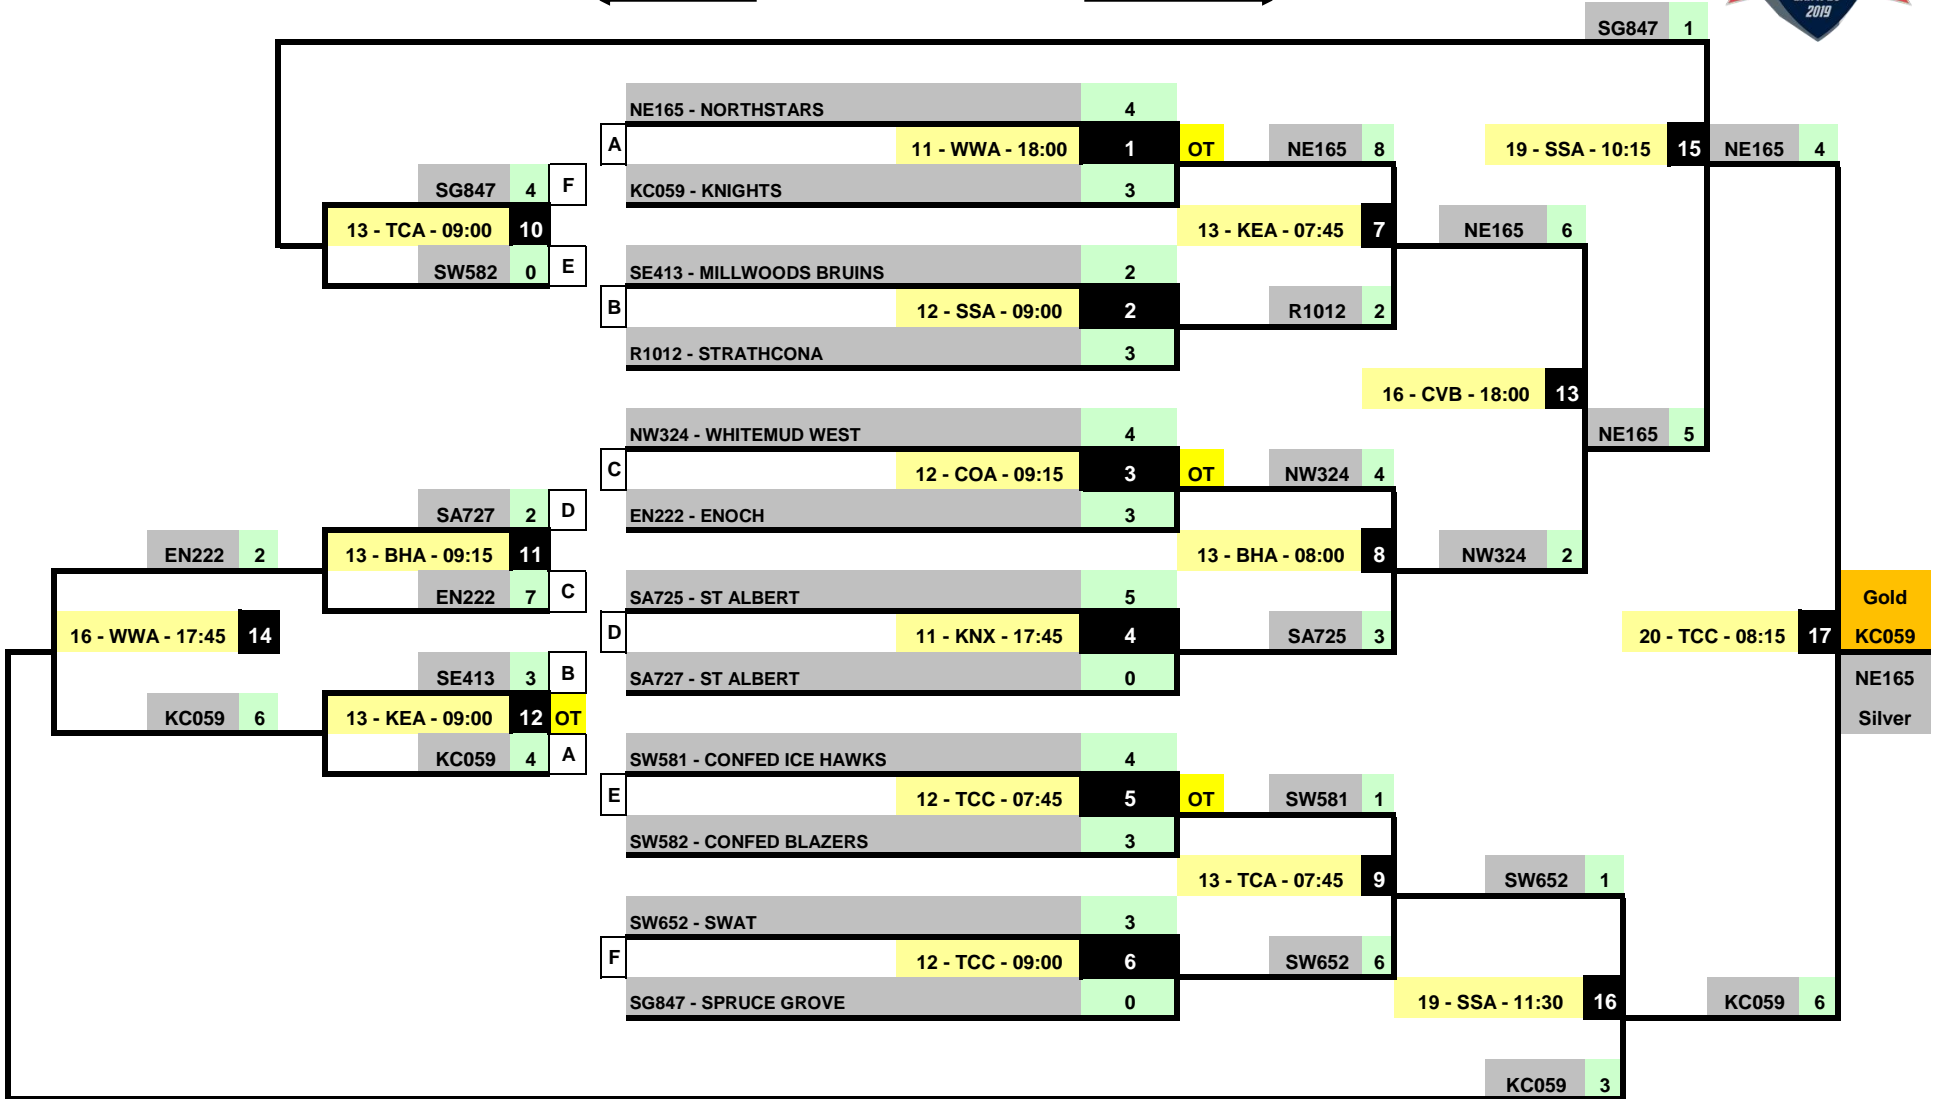 2019
SG847 1
NE165 - NORTHSTARS 4
A 11 - WWA - 18:00 1 OT NE165 8 19 - SSA - 10:15 15 NE165 4
SG847 4 F KC059 - KNIGHTS 3
13 - TCA - 09:00 10 13 - KEA - 07:45 7 NE165 6
SW582 0 E SE413 - MILLWOODS BRUINS 2
B 12 - SSA - 09:00 2 R1012 2
R1012 - STRATHCONA 3
16 - CVB - 18:00 13
NW324 - WHITEMUD WEST 4 NE165 5
C 12 - COA - 09:15 3 OT NW324 4
SA727 2 D EN222 - ENOCH 3
EN222 2 13 - BHA - 09:15 11 13 - BHA - 08:00 8 NW324 2
EN222 7 C SA725 - ST ALBERT 5 Gold
16 - WWA - 17:45 14 D 11 - KNX - 17:45 4 SA725 3 20 - TCC - 08:15 17 KC059
SE413 3 B SA727 - ST ALBERT 0 NE165
KC059 6 13 - KEA - 09:00 12 OT Silver
KC059 4 A SW581 - CONFED ICE HAWKS 4
E 12 - TCC - 07:45 5 OT SW581 1
SW582 - CONFED BLAZERS 3
13 - TCA - 07:45 9 SW652 1
SW652 - SWAT 3
F 12 - TCC - 09:00 6 SW652 6
SG847 - SPRUCE GROVE 0 19 - SSA - 11:30 16 KC059 6
KC059 3